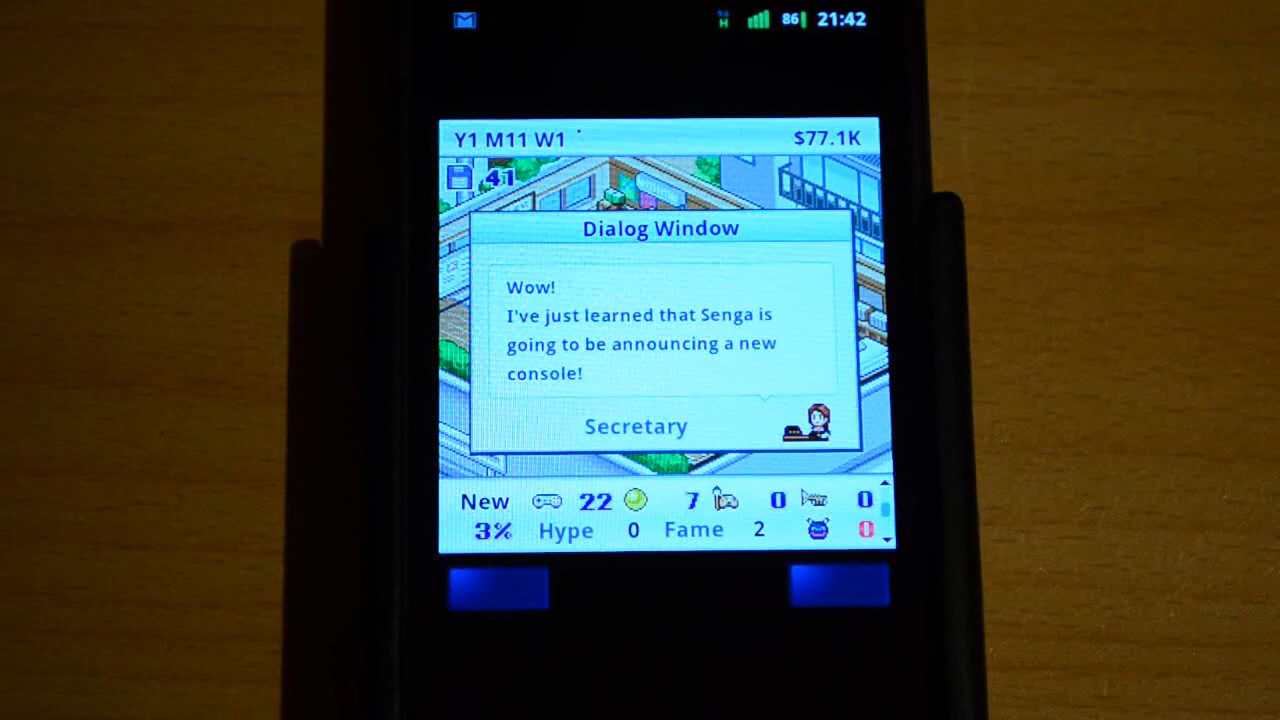 H 86 21:42
Y1 M11 W1 $77.1K
41
Dialog Window
Wow!
I've just learned that Senga is
going to be announcing a new
console!
Secretary
New 22 7 0 0
3% Hype 0 Fame 2 0